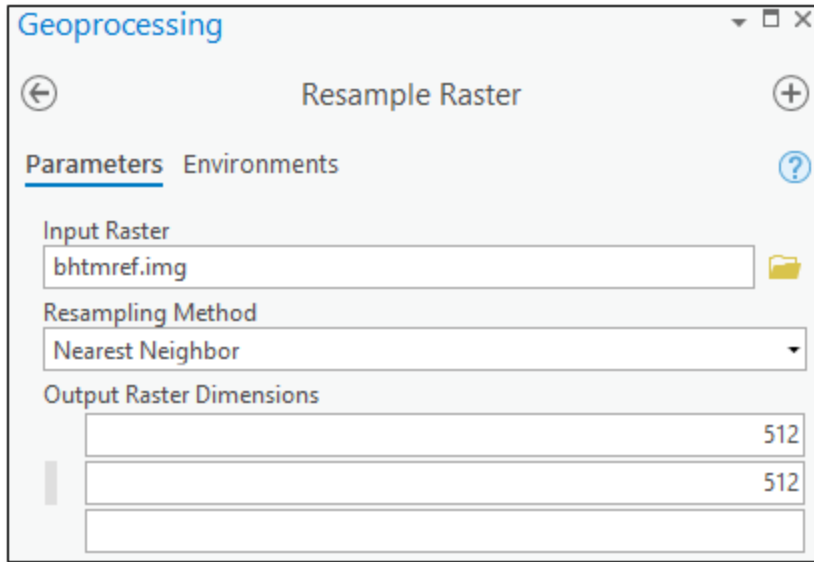 Geoprocessing
Resample Raster
Parameters Environments
Input Raster
bhtmref.img
Resampling Method
Nearest Neighbor
Output Raster Dimensions
512
512